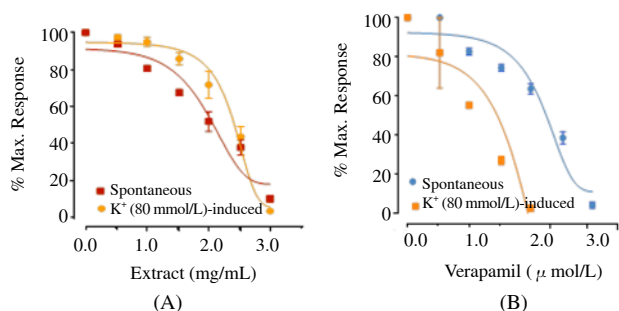 % Max. Response
100
80
60
40
20
0
Spontaneous
K⁺ (80 mmol/L)-induced
0.0 1.0 2.0 3.0
Extract (mg/mL)
(A)
% Max. Response
100
80
60
40
20
0
Spontaneous
K⁺ (80 mmol/L)-induced
0.0 1.0 2.0 3.0
Verapamil ( μ mol/L)
(B)